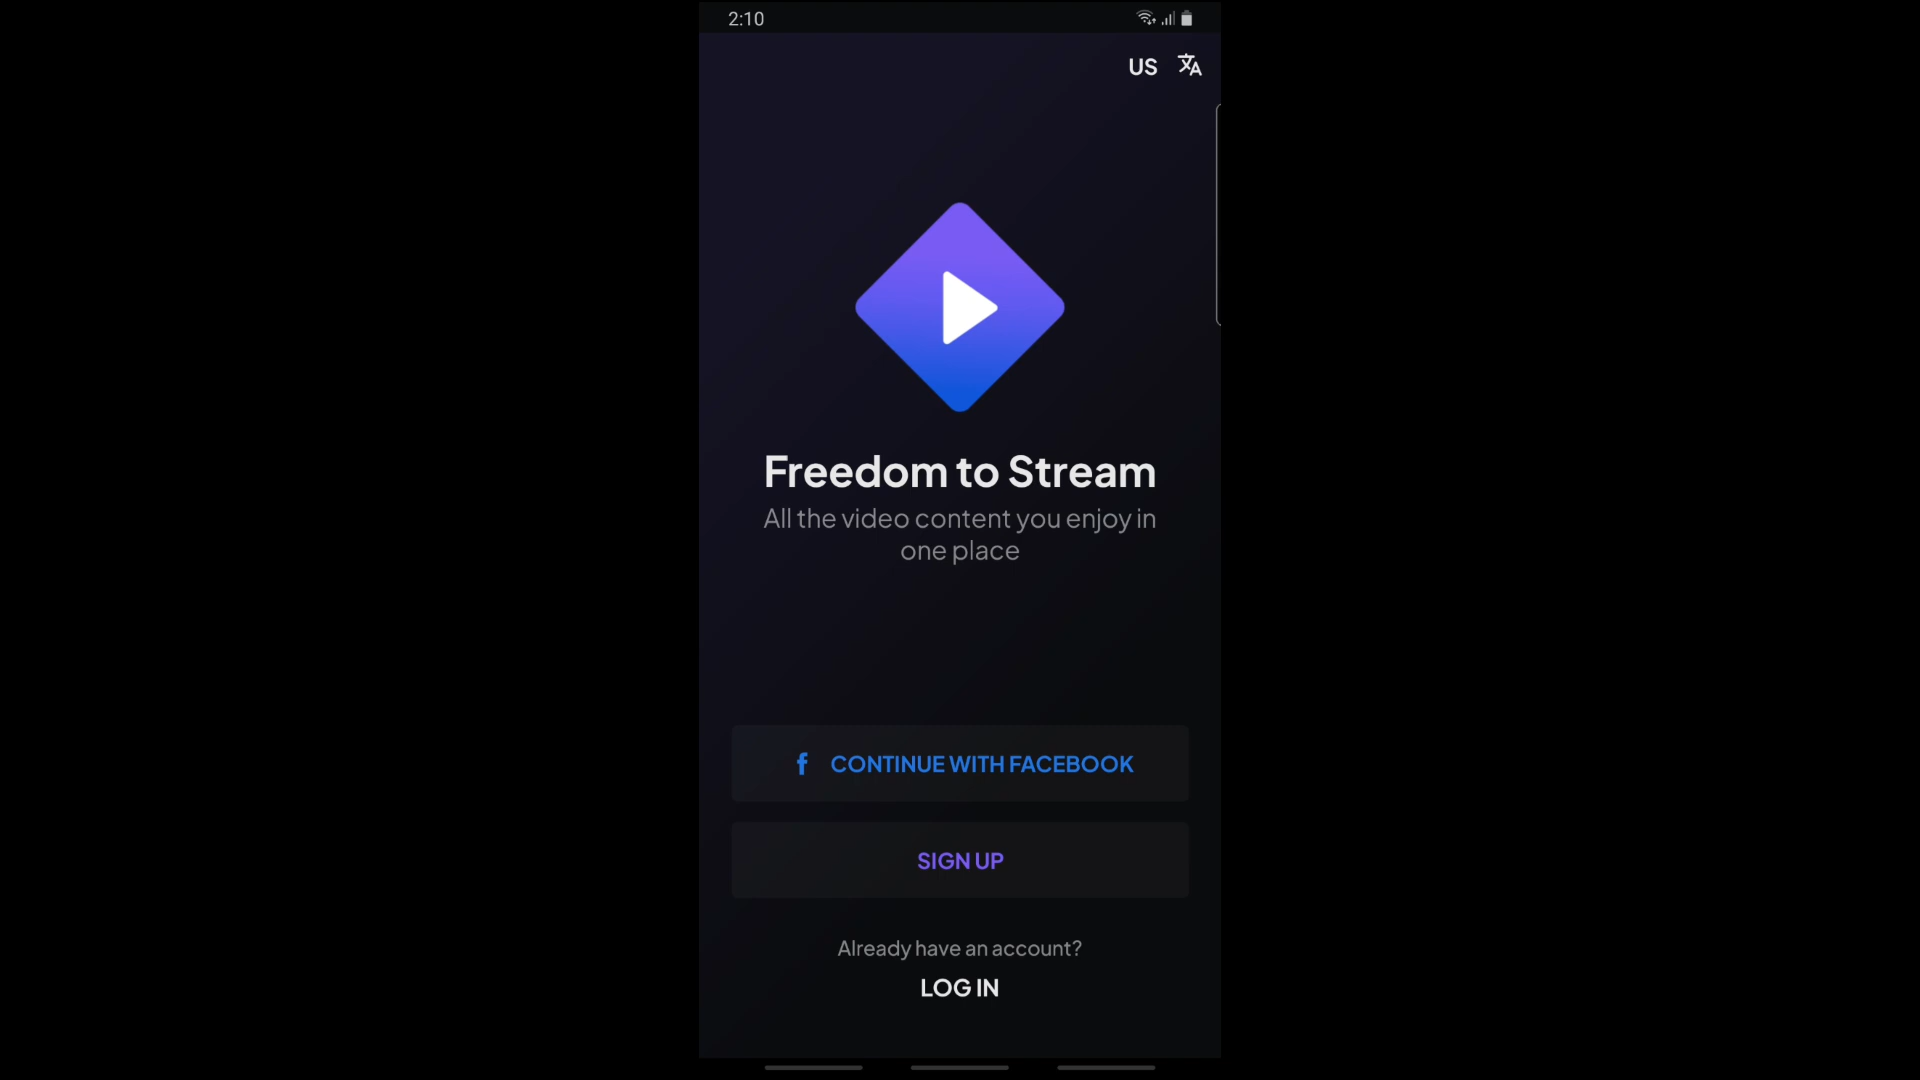 2:10
US
Freedom to Stream
All the video content you enjoy in
one place
f CONTINUE WITH FACEBOOK
SIGN UP
Already have an account?
LOG IN